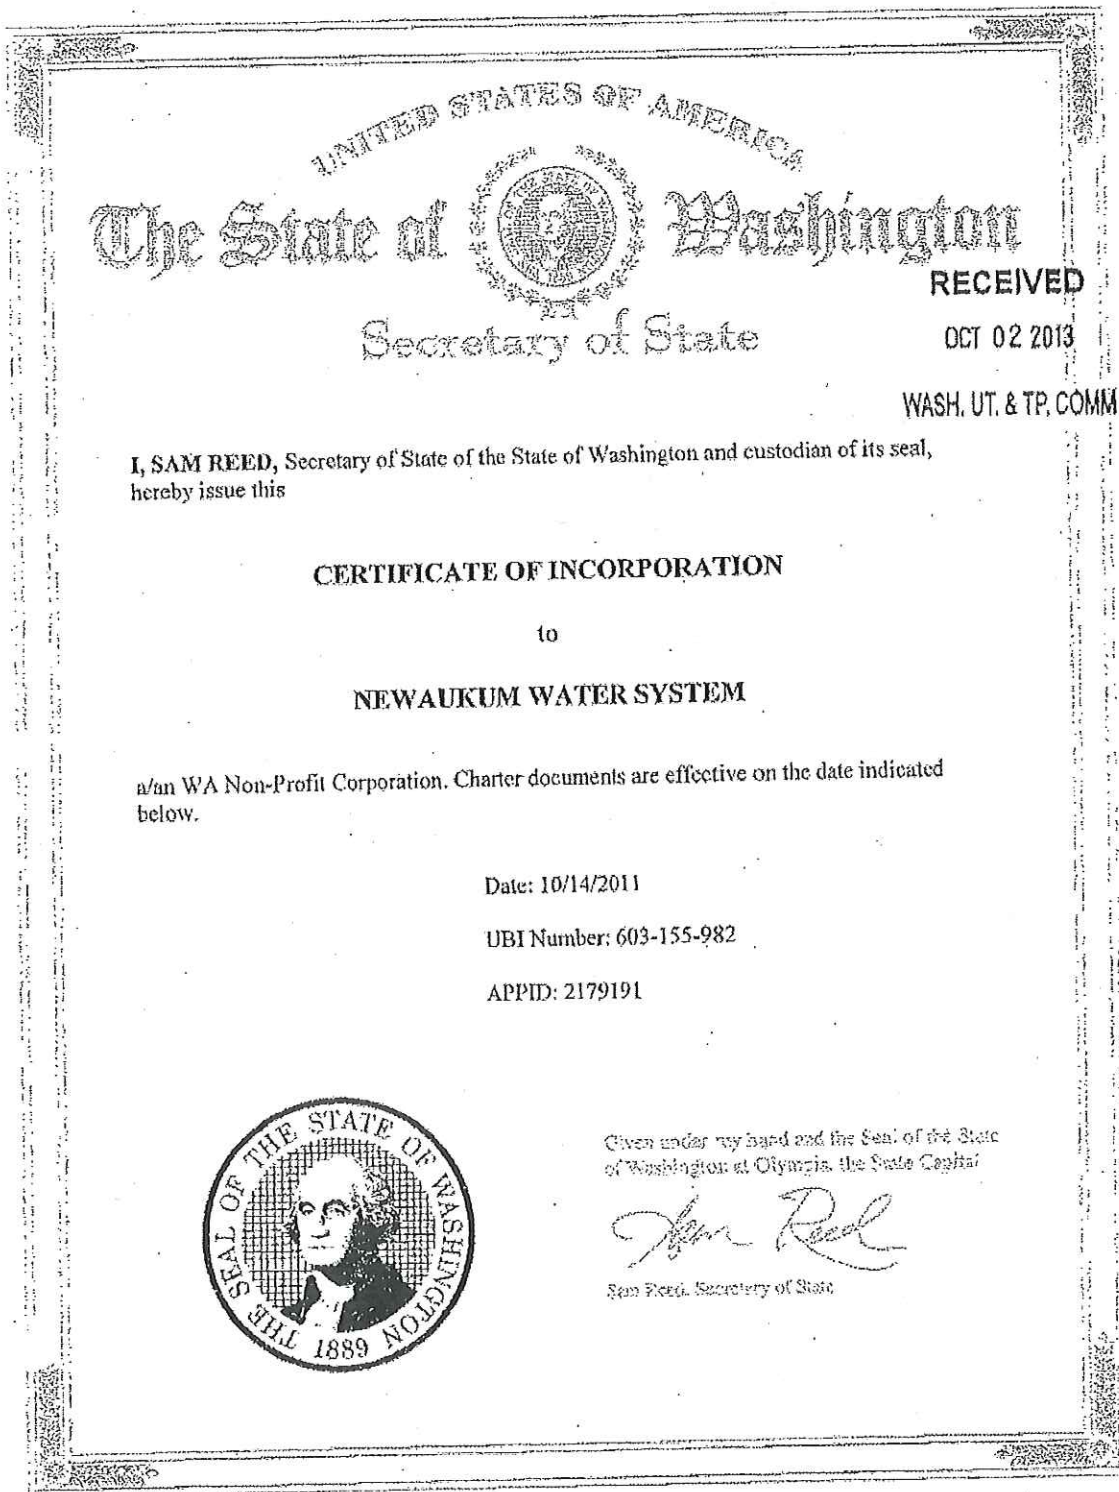 UNITED STATES OF AMERICA
The State of Washington
Secretary of State
RECEIVED
OCT 02 2013
WASH. UT. & TP. COMM
I, SAM REED, Secretary of State of the State of Washington and custodian of its seal,
hereby issue this
CERTIFICATE OF INCORPORATION
to
NEWAUKUM WATER SYSTEM
a/an WA Non-Profit Corporation. Charter documents are effective on the date indicated
below.
Date: 10/14/2011
UBI Number: 603-155-982
APPID: 2179191
THE SEAL OF THE STATE OF WASHINGTON
1889
Given under my hand and the Seal of the State
of Washington at Olympia, the State Capital
Sam Reed
Sam Reed, Secretary of State